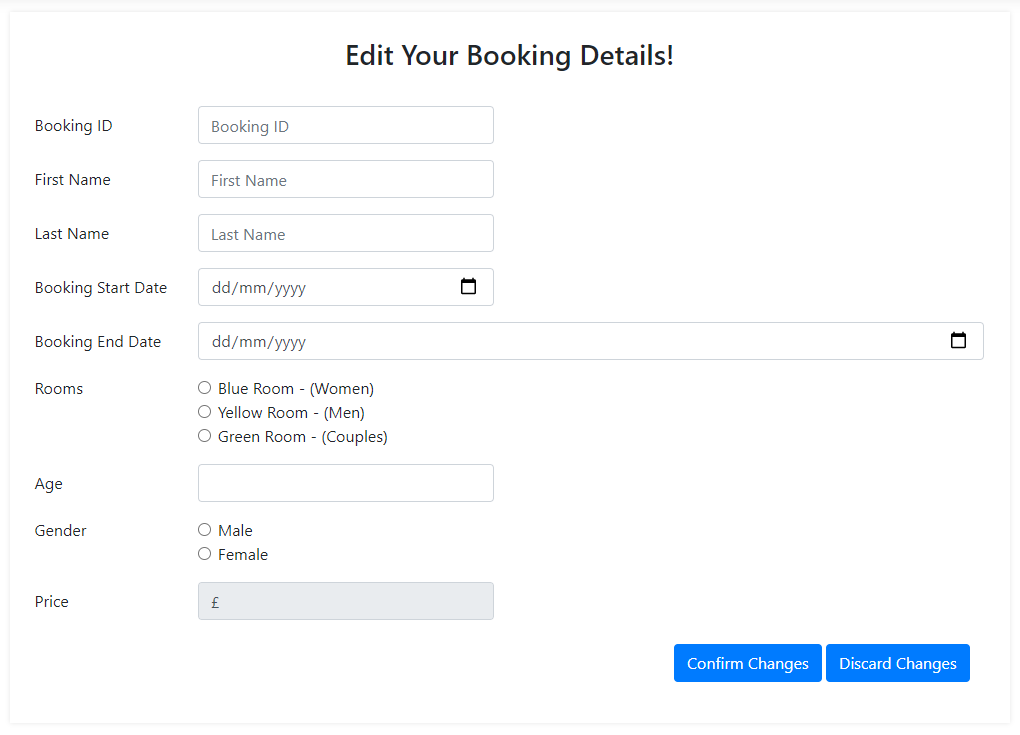 Edit Your Booking Details!
Booking ID Booking ID
First Name First Name
Last Name Last Name
Booking Start Date dd/mm/yyyy
Booking End Date dd/mm/yyyy
Rooms Blue Room - (Women)
Yellow Room - (Men)
Green Room - (Couples)
Age
Gender Male
Female
Price £
Confirm Changes Discard Changes